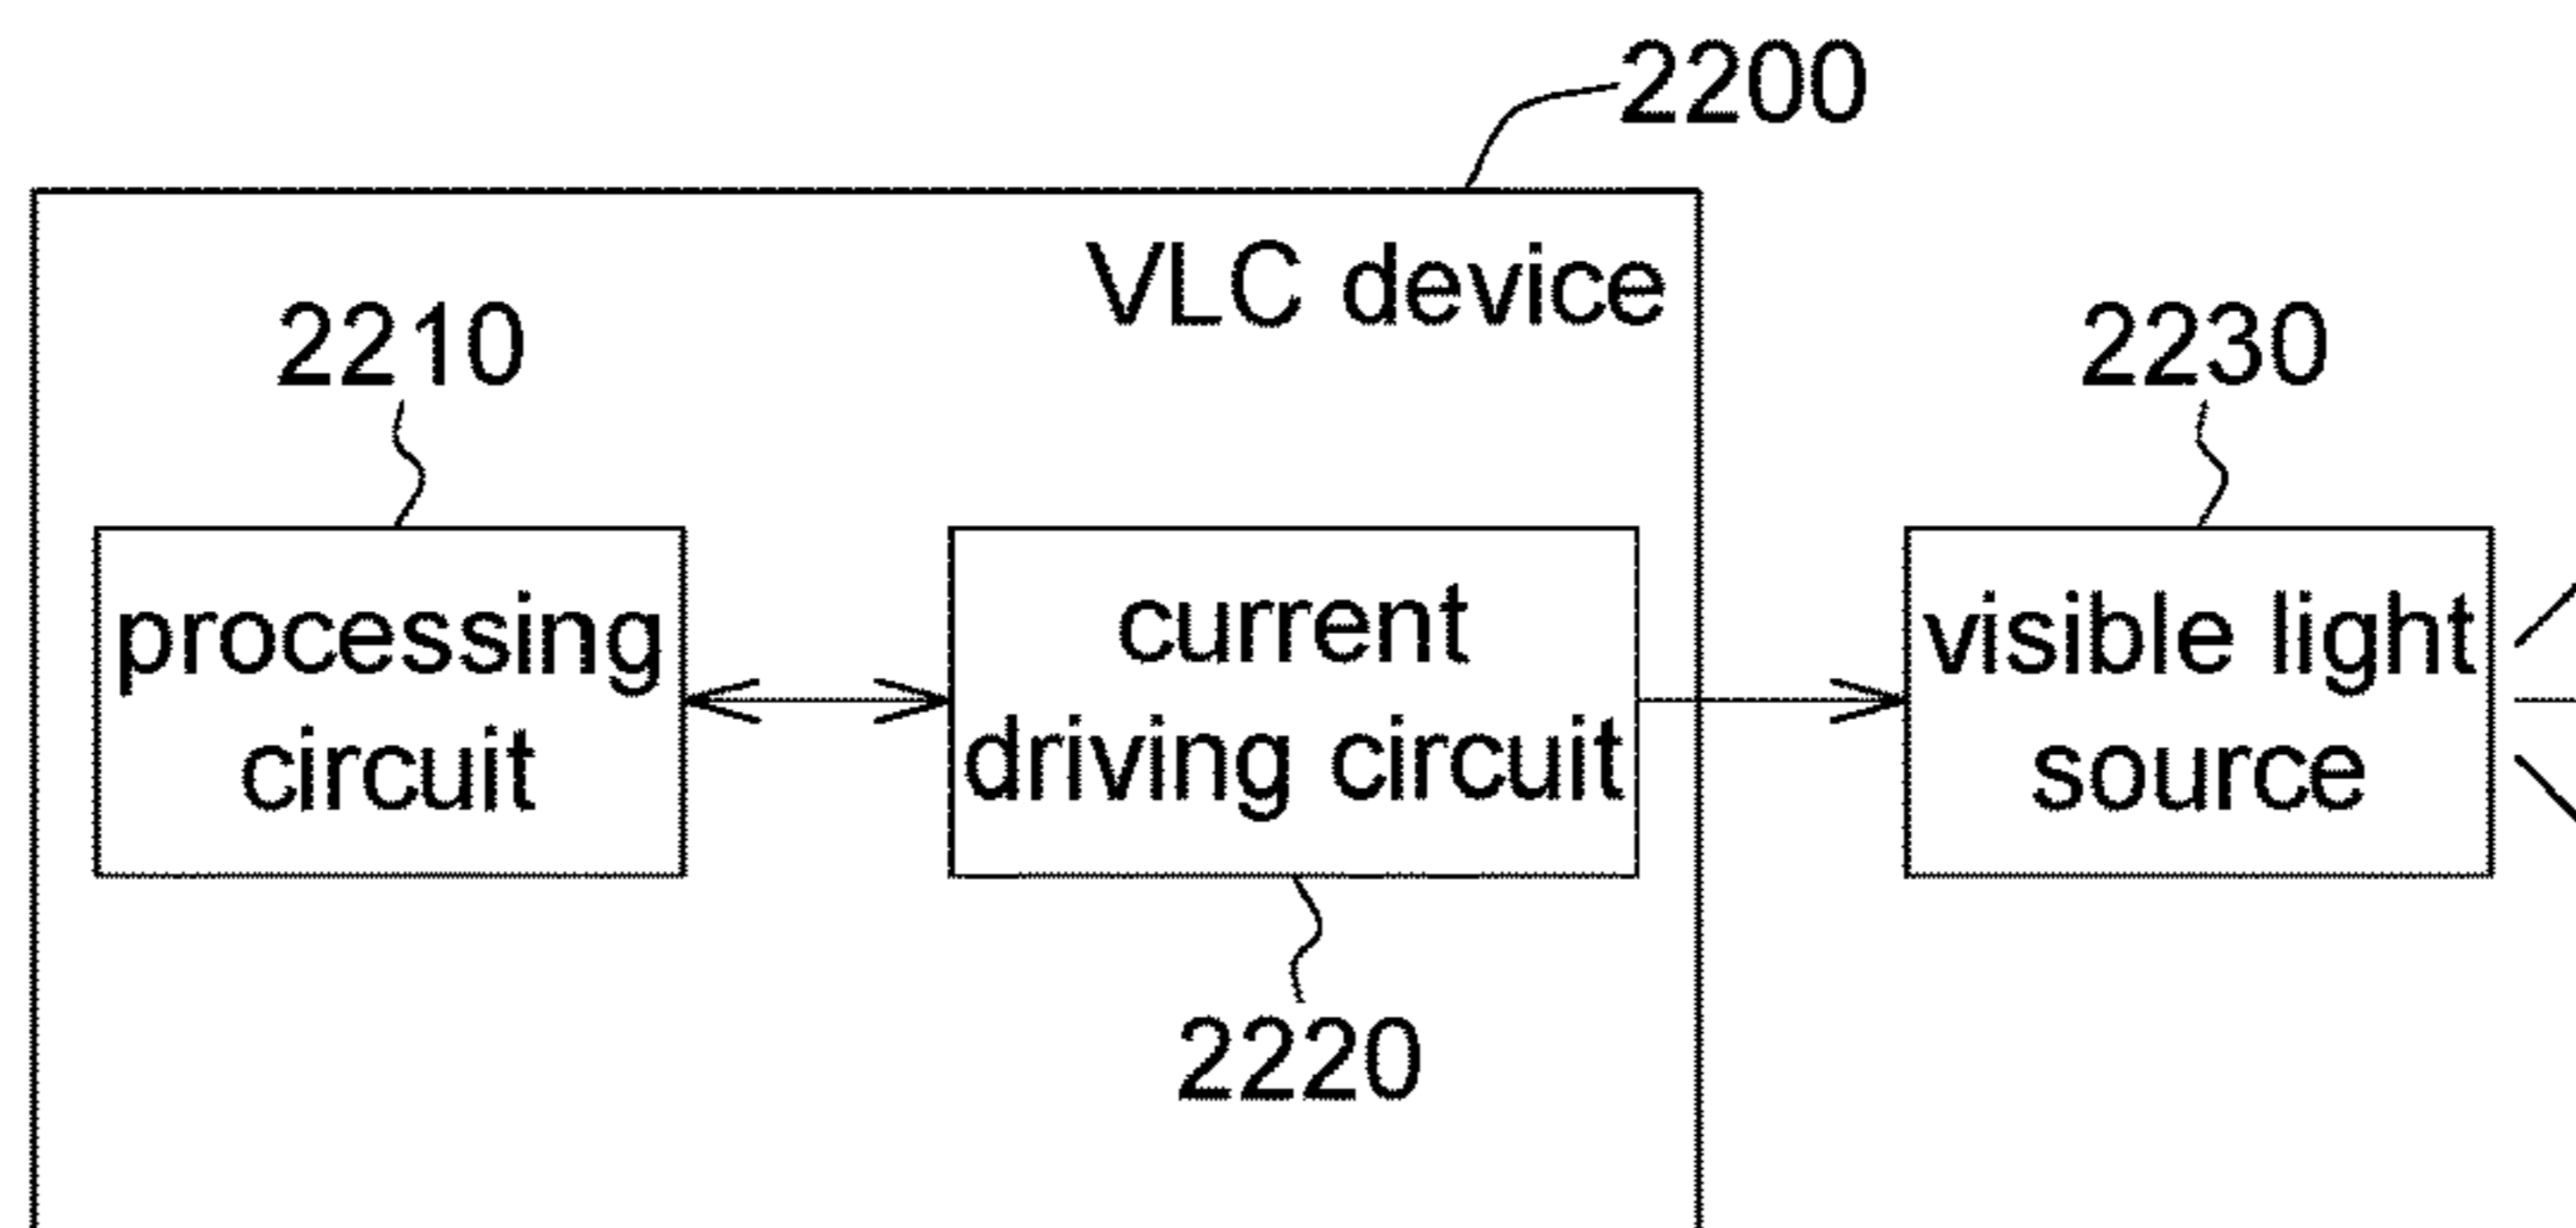 2200
VLC device
2210
2230
processing
circuit
current
driving circuit
visible light
source
2220